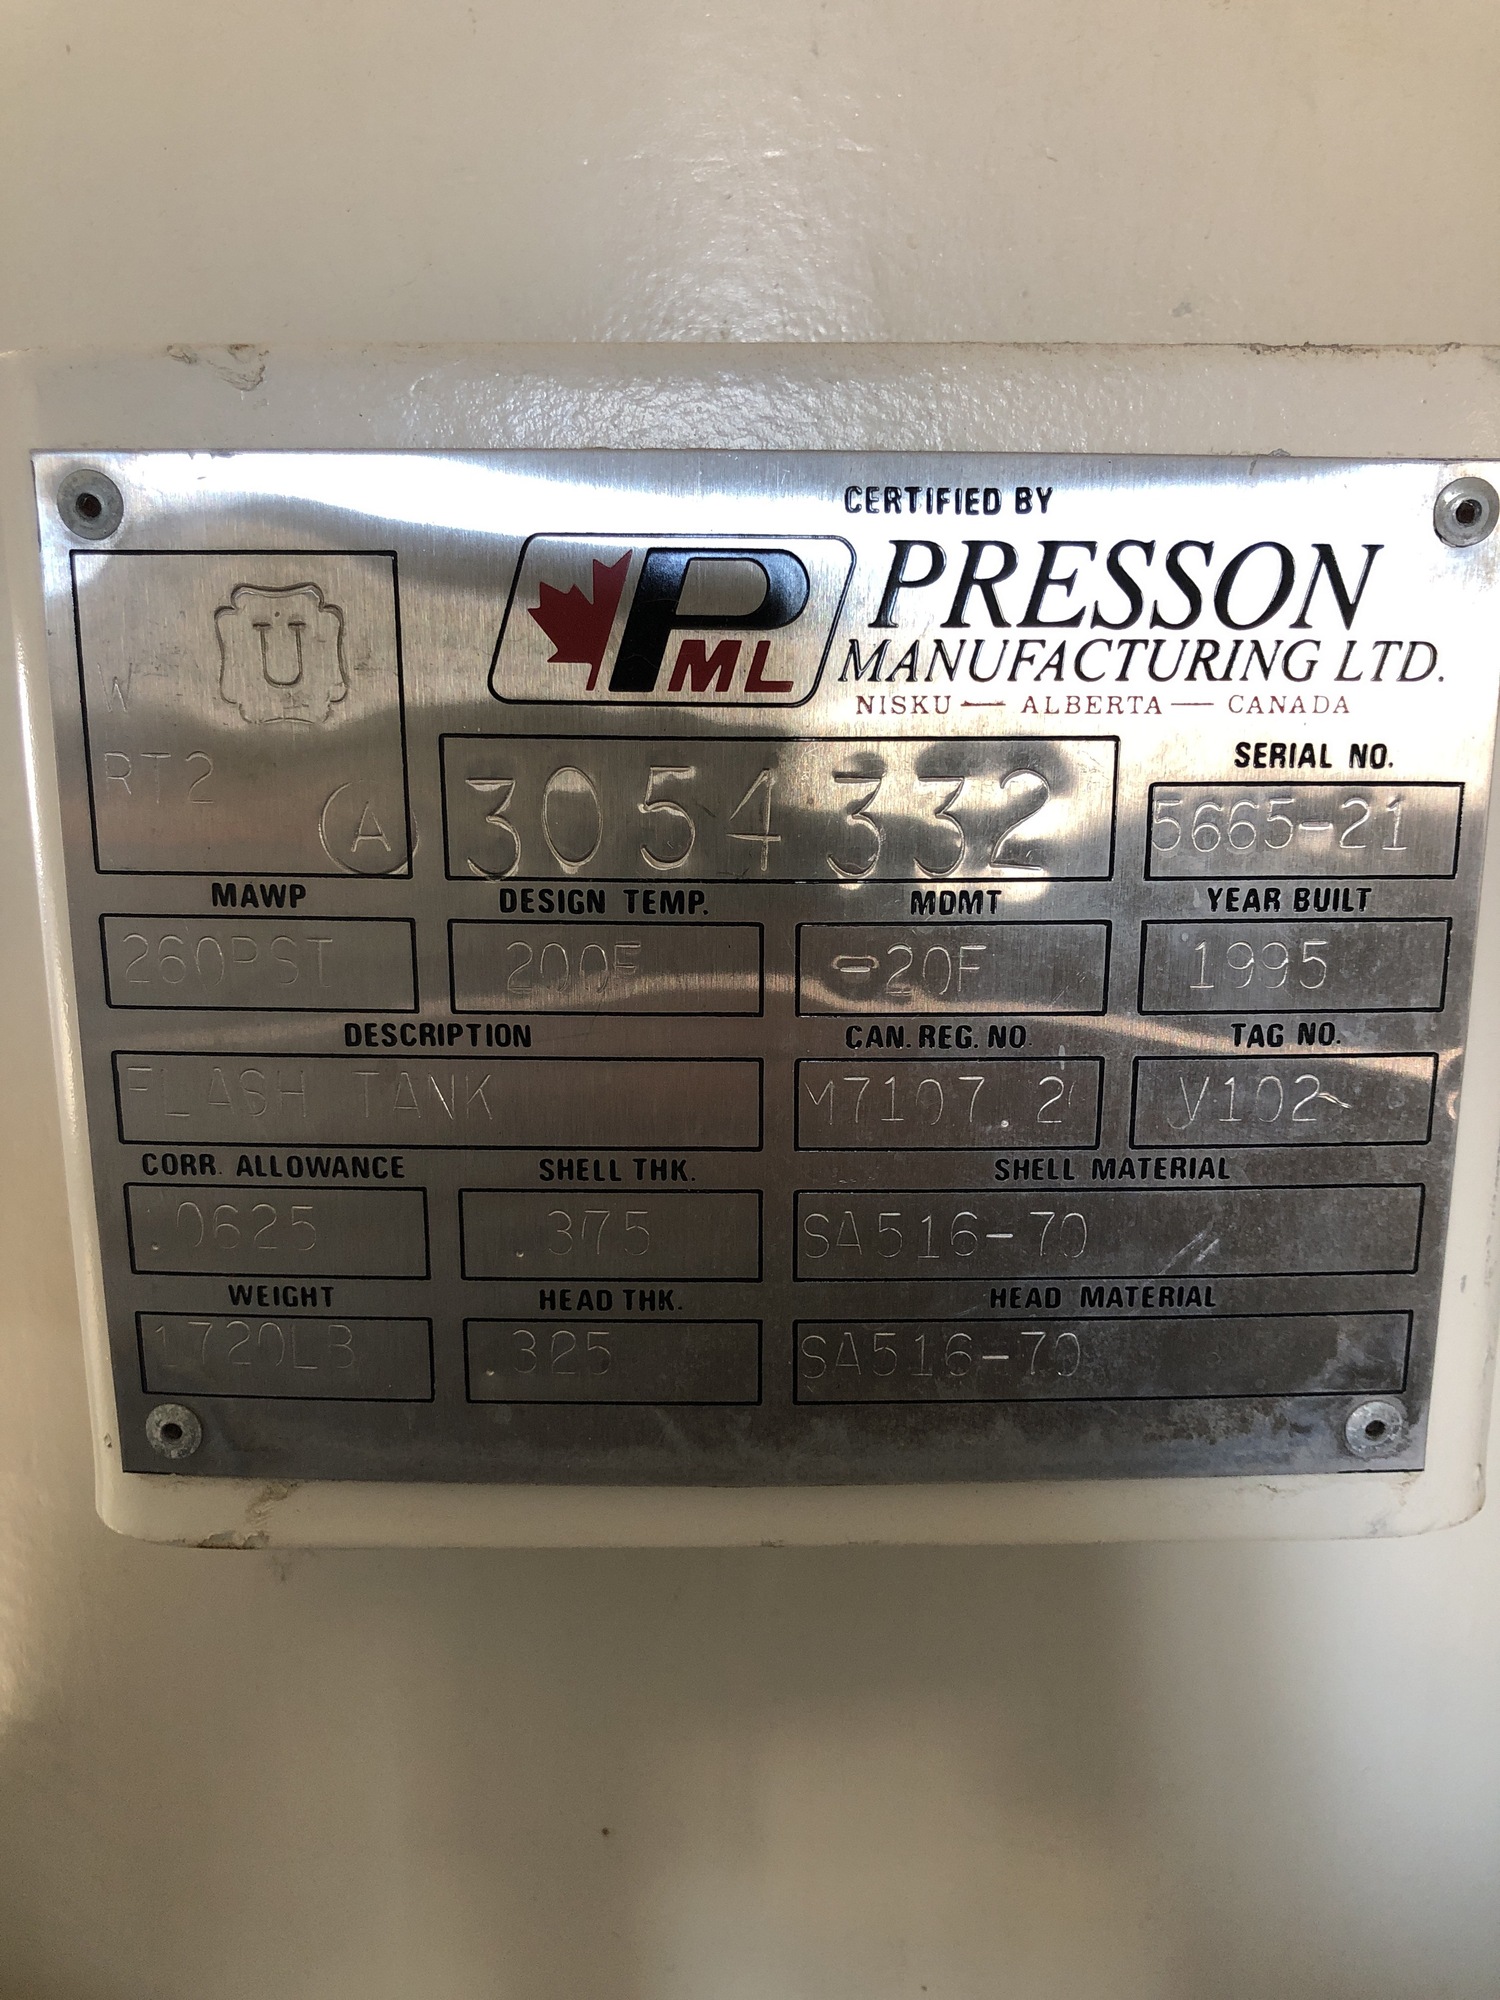 CERTIFIED BY
PML
PRESSON
MANUFACTURING LTD.
NISKU — ALBERTA — CANADA
U
W
RT2
A
3054332
SERIAL NO.
5665-21
MAWP
DESIGN TEMP.
MDMT
YEAR BUILT
260PSI
200F
-20F
1995
DESCRIPTION
CAN. REG. NO.
TAG NO.
FLASH TANK
M7107.2
V102
CORR. ALLOWANCE
SHELL THK.
SHELL MATERIAL
.0625
.375
SA516-70
WEIGHT
HEAD THK.
HEAD MATERIAL
1720LB
.325
SA516-70